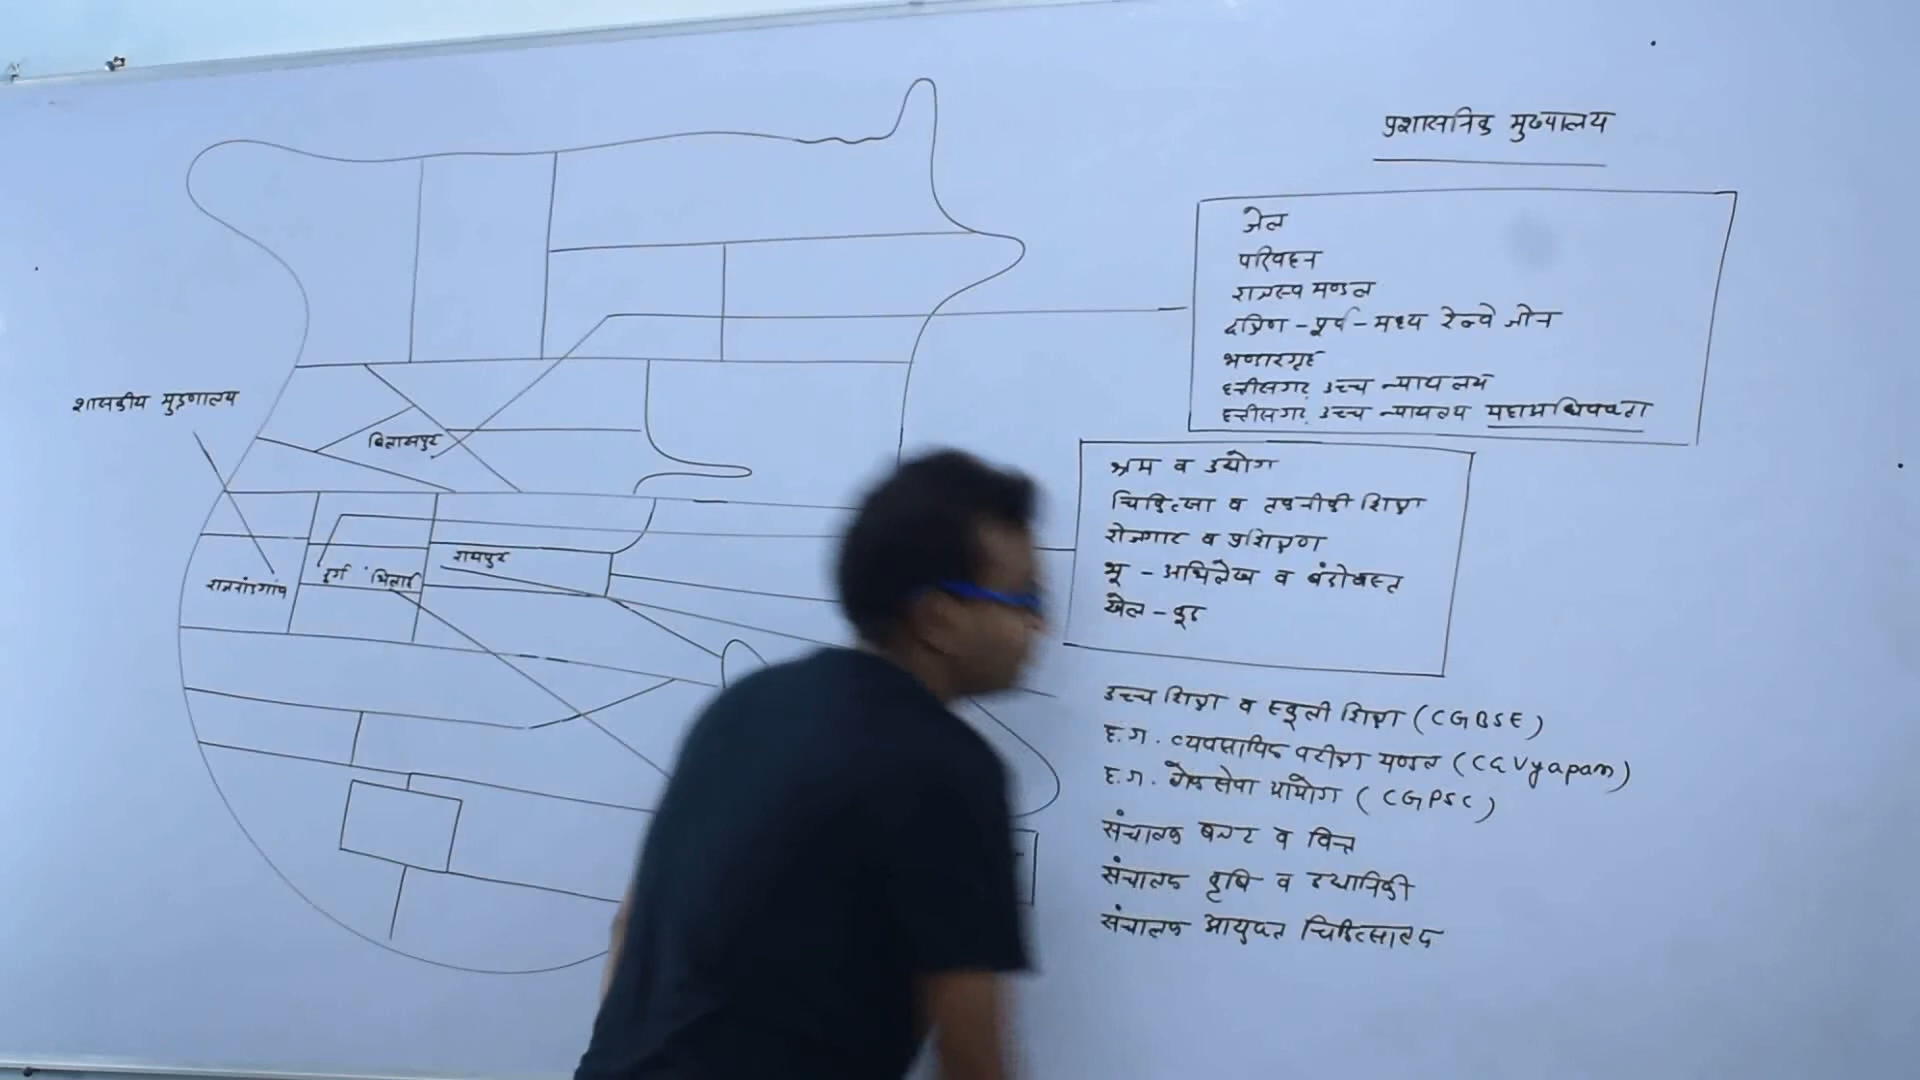 प्रशासनिक मुख्यालय
जेल
परिवहन
राजस्व मण्डल
दक्षिण - पूर्व - मध्य रेल्वे जोन
भण्डारगृह
छत्तीसगढ़ उच्च न्यायालय
छत्तीसगढ़ उच्च न्यायालय महाअधिवक्ता
शासकीय मुद्रणालय
बिलासपुर
श्रम व उद्योग
चिकित्सा व तकनीकी शिक्षा
रोजगार व प्रशिक्षण
भू - अभिलेख व बंदोबस्त
खेल - कूद
रायपुर
दुर्ग भिलाई
राजनांदगांव
उच्च शिक्षा व स्कूली शिक्षा (CGBSE)
छ.ग. व्यवसायिक परीक्षा मण्डल (CGVyapam)
छ.ग. लोक सेवा आयोग (CGPSC)
संचालक बजट व वित्त
संचालक कृषि व उद्यानिकी
संचालक आयुक्त चिकित्सालय